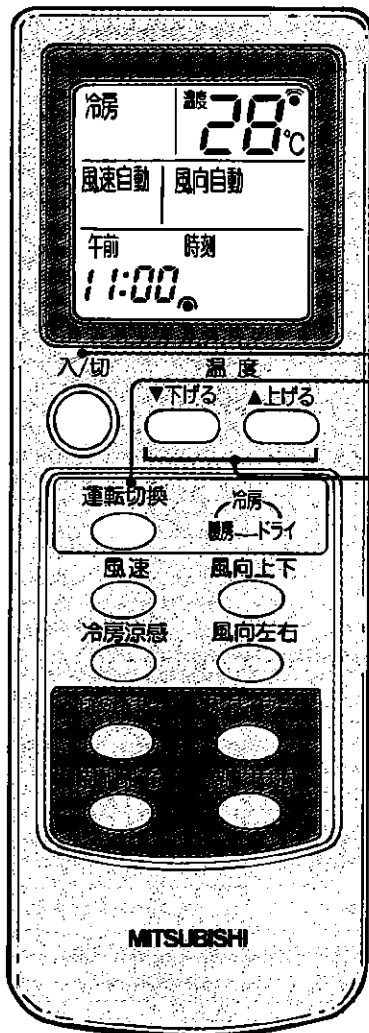 冷房 温度 28℃
風速自動 風向自動
午前 時刻
11:00
入/切 温度
▼下げる ▲上げる
運転切換 冷房
暖房 ドライ
風速 風向上下
冷房涼感 風向左右
MITSUBISHI